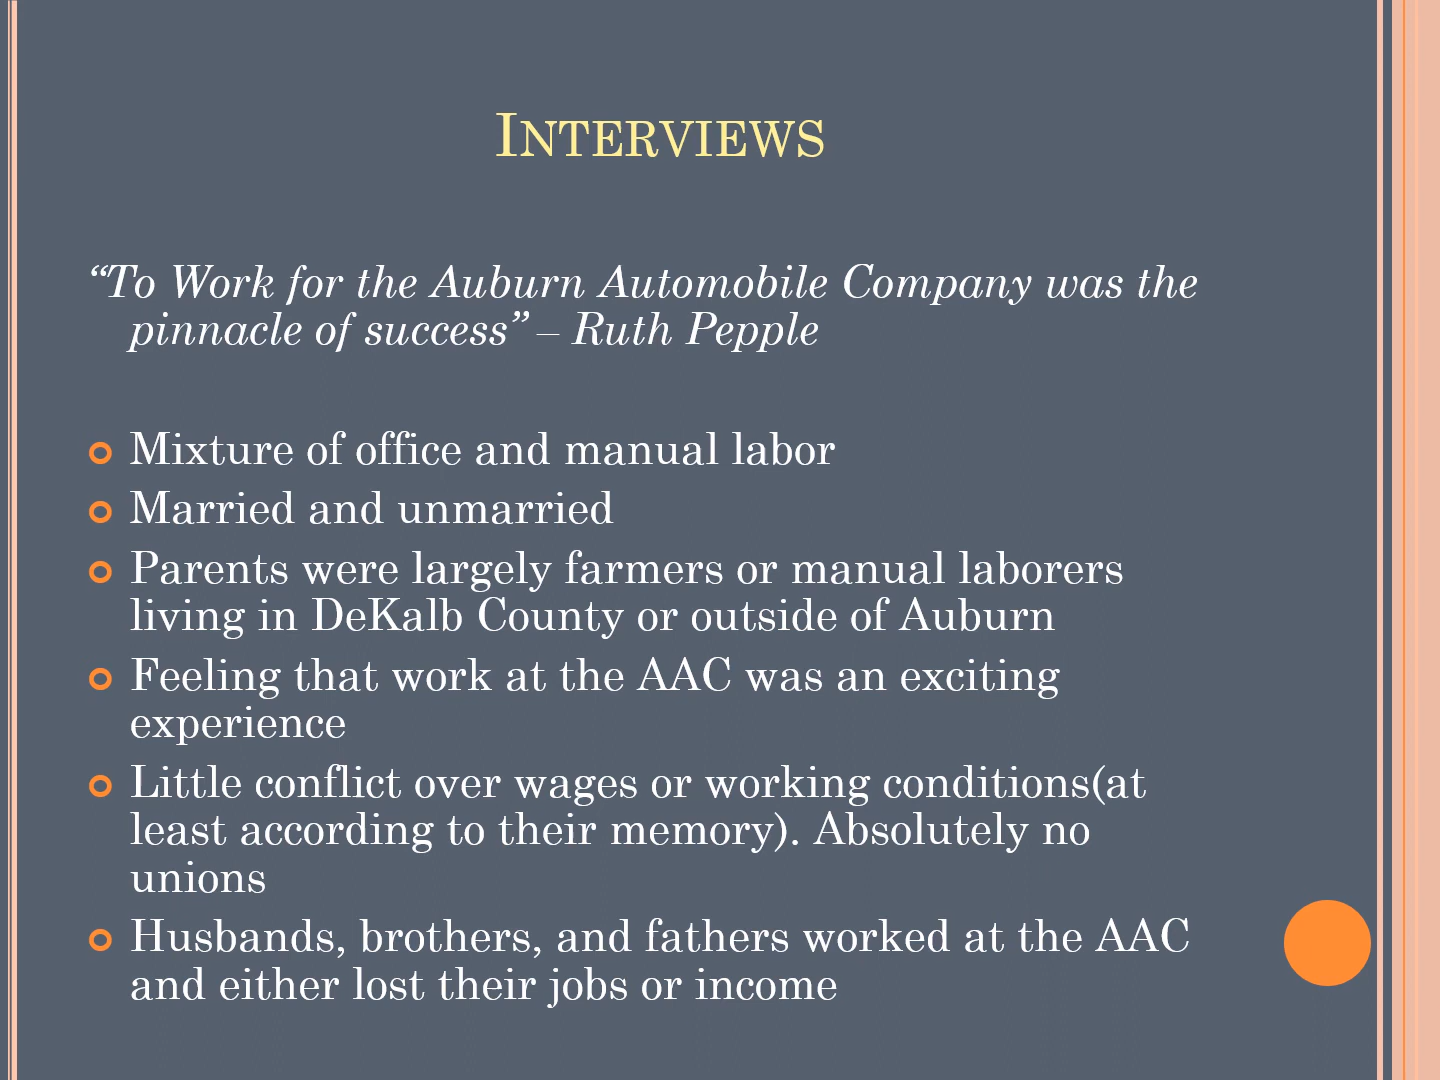 INTERVIEWS
“To Work for the Auburn Automobile Company was the
pinnacle of success” – Ruth Pepple
Mixture of office and manual labor
Married and unmarried
Parents were largely farmers or manual laborers
living in DeKalb County or outside of Auburn
Feeling that work at the AAC was an exciting
experience
Little conflict over wages or working conditions(at
least according to their memory). Absolutely no
unions
Husbands, brothers, and fathers worked at the AAC
and either lost their jobs or income